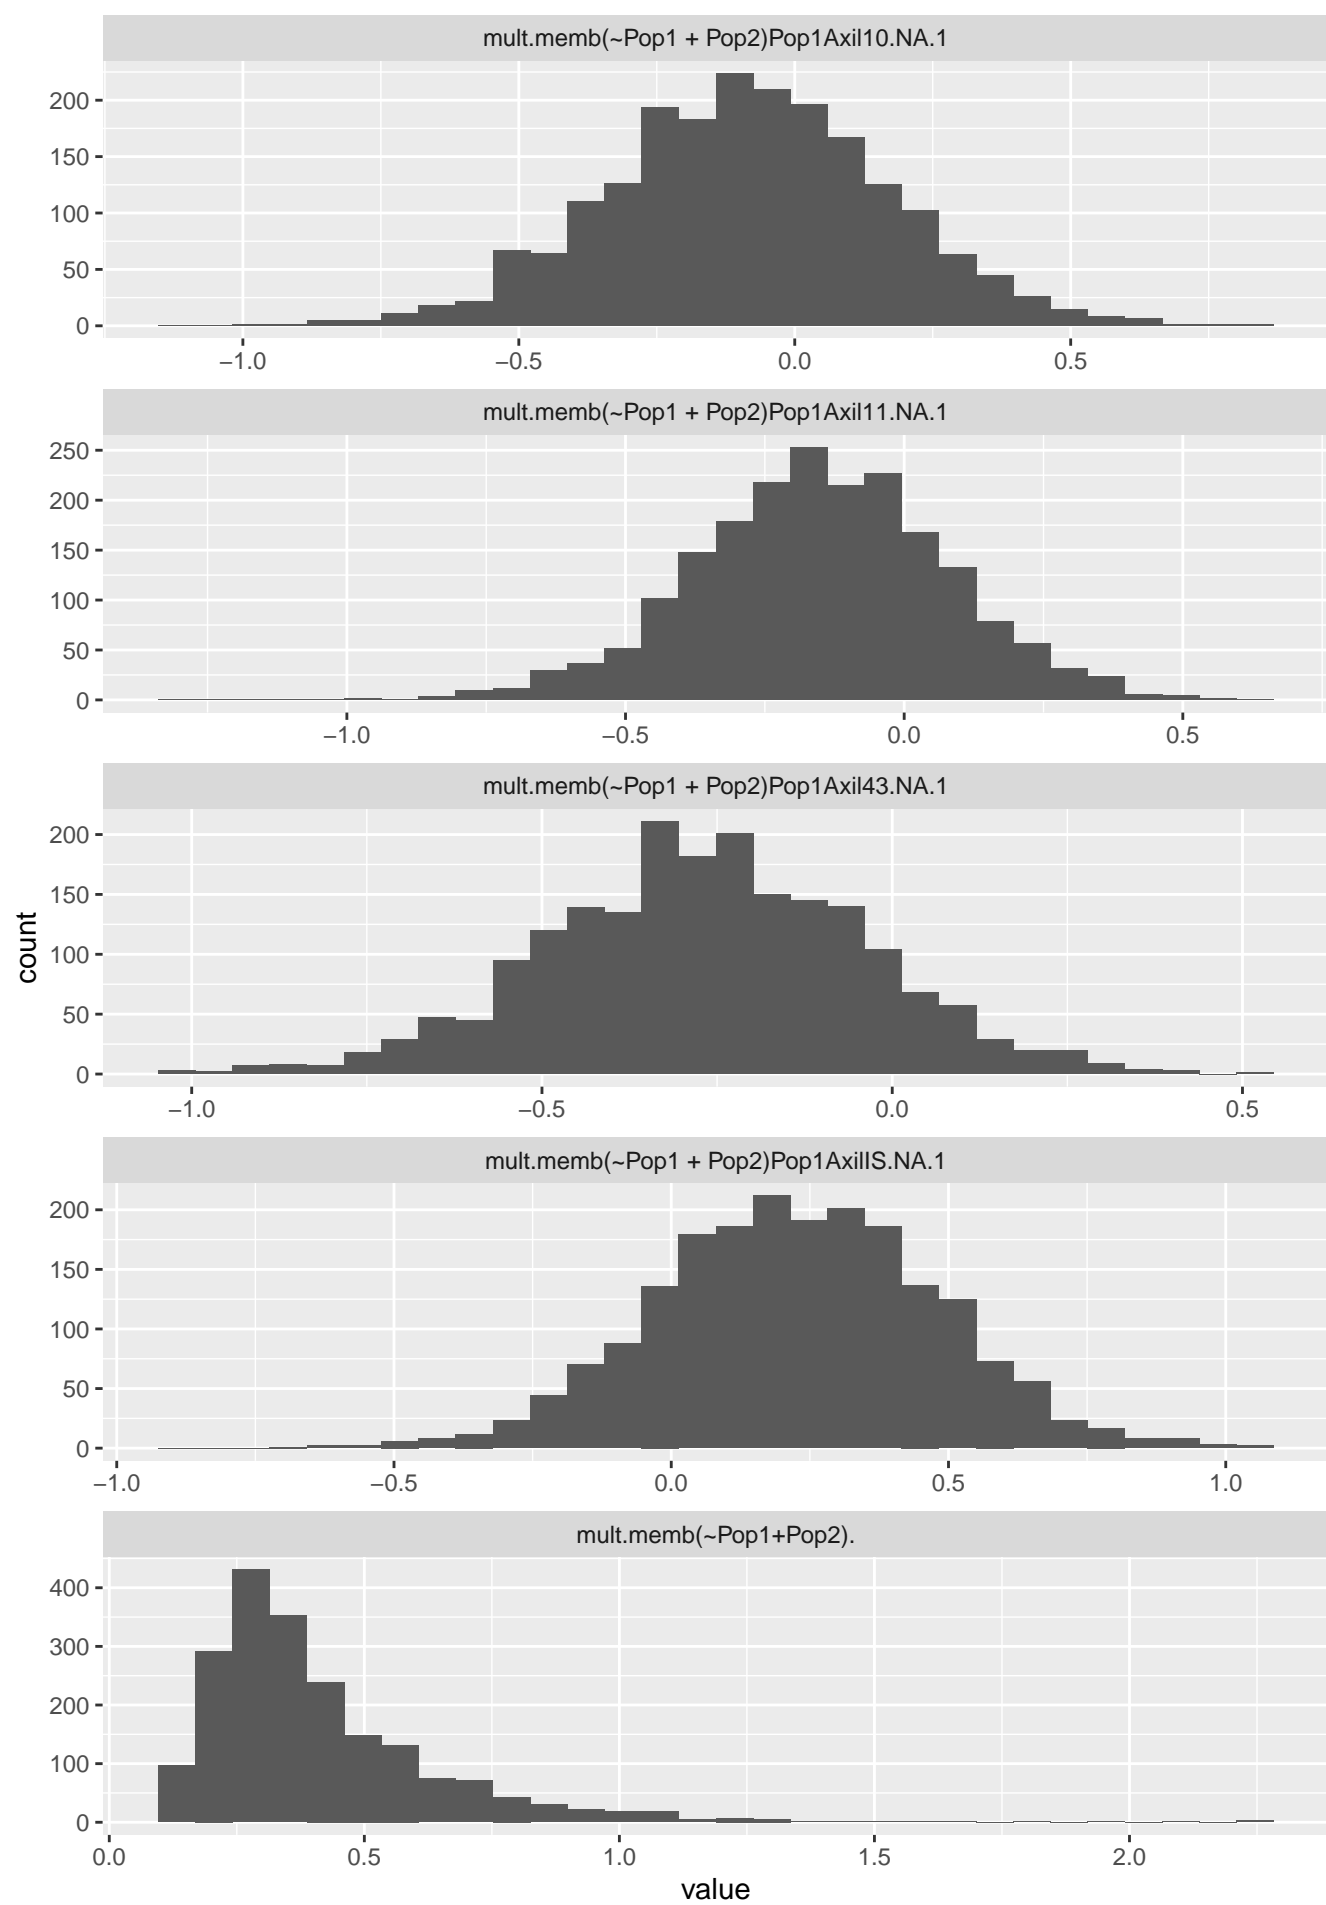 mult.memb(~Pop1 + Pop2)Pop1Axil10.NA.1
200
150
100
50
0
−1.0 −0.5 0.0 0.5
mult.memb(~Pop1 + Pop2)Pop1Axil11.NA.1
250
200
150
100
50
0
−1.0 −0.5 0.0 0.5
mult.memb(~Pop1 + Pop2)Pop1Axil43.NA.1
200
150
100
50
0
−1.0 −0.5 0.0 0.5
count
mult.memb(~Pop1 + Pop2)Pop1AxilIS.NA.1
200
150
100
50
0
−1.0 −0.5 0.0 0.5 1.0
mult.memb(~Pop1+Pop2).
400
300
200
100
0
0.0 0.5 1.0 1.5 2.0
value